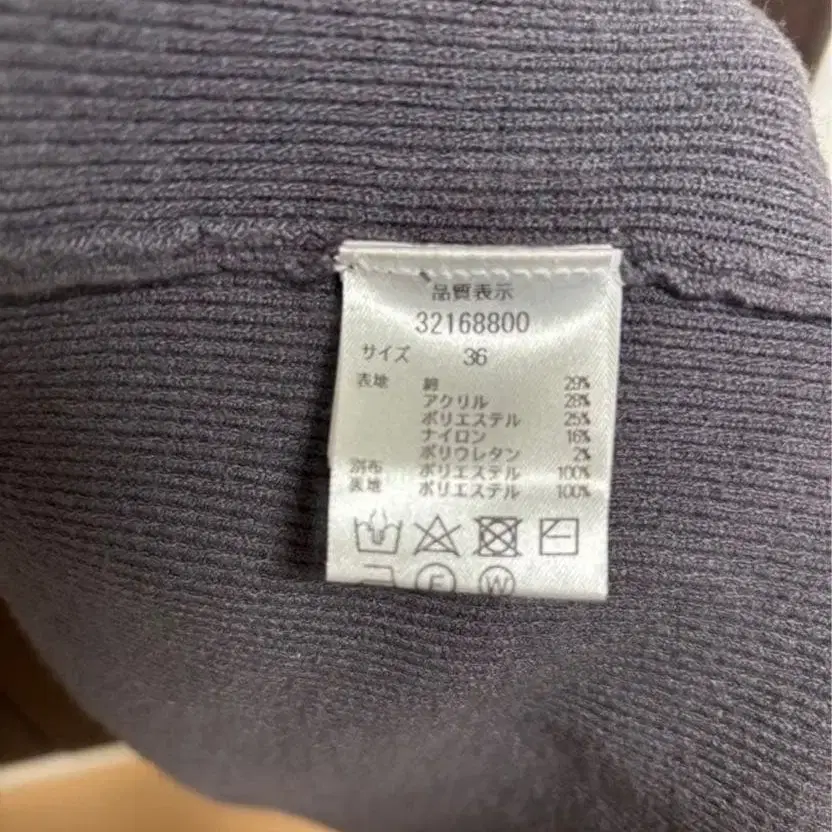 品質表示
32168800
サイズ 36
表地 綿 29%
アクリル 28%
ポリエステル 25%
ナイロン 16%
ポリウレタン 2%
別布 ポリエステル 100%
表地 ポリエステル 100%
F W